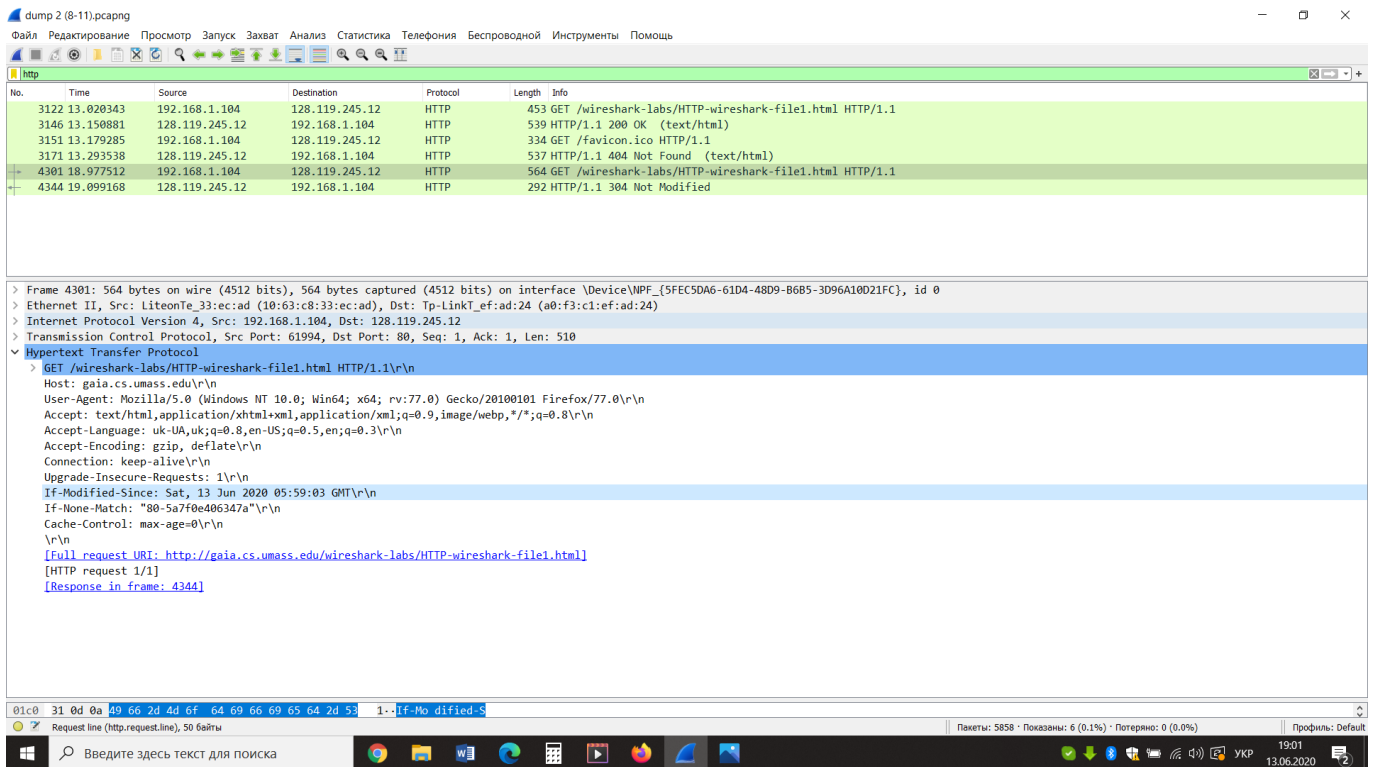 dump 2 (8-11).pcapng
Файл Редактирование Просмотр Запуск Захват Анализ Статистика Телефония Беспроводной Инструменты Помощь
http
No. Time Source Destination Protocol Length Info
3122 13.020343 192.168.1.104 128.119.245.12 HTTP 453 GET /wireshark-labs/HTTP-wireshark-file1.html HTTP/1.1
3146 13.150881 128.119.245.12 192.168.1.104 HTTP 539 HTTP/1.1 200 OK (text/html)
3151 13.179285 192.168.1.104 128.119.245.12 HTTP 334 GET /favicon.ico HTTP/1.1
3171 13.293538 128.119.245.12 192.168.1.104 HTTP 537 HTTP/1.1 404 Not Found (text/html)
4301 18.977512 192.168.1.104 128.119.245.12 HTTP 564 GET /wireshark-labs/HTTP-wireshark-file1.html HTTP/1.1
4344 19.099168 128.119.245.12 192.168.1.104 HTTP 292 HTTP/1.1 304 Not Modified
Frame 4301: 564 bytes on wire (4512 bits), 564 bytes captured (4512 bits) on interface \Device\NPF_{5FEC5DA6-61D4-48D9-B6B5-3D96A10D21FC}, id 0
Ethernet II, Src: LiteonTe_33:ec:ad (10:63:c8:33:ec:ad), Dst: Tp-LinkT_ef:ad:24 (a0:f3:c1:ef:ad:24)
Internet Protocol Version 4, Src: 192.168.1.104, Dst: 128.119.245.12
Transmission Control Protocol, Src Port: 61994, Dst Port: 80, Seq: 1, Ack: 1, Len: 510
Hypertext Transfer Protocol
GET /wireshark-labs/HTTP-wireshark-file1.html HTTP/1.1\r\n
Host: gaia.cs.umass.edu\r\n
User-Agent: Mozilla/5.0 (Windows NT 10.0; Win64; x64; rv:77.0) Gecko/20100101 Firefox/77.0\r\n
Accept: text/html,application/xhtml+xml,application/xml;q=0.9,image/webp,*/*;q=0.8\r\n
Accept-Language: uk-UA,uk;q=0.8,en-US;q=0.5,en;q=0.3\r\n
Accept-Encoding: gzip, deflate\r\n
Connection: keep-alive\r\n
Upgrade-Insecure-Requests: 1\r\n
If-Modified-Since: Sat, 13 Jun 2020 05:59:03 GMT\r\n
If-None-Match: "80-5a7f0e406347a"\r\n
Cache-Control: max-age=0\r\n
\r\n
[Full request URI: http://gaia.cs.umass.edu/wireshark-labs/HTTP-wireshark-file1.html]
[HTTP request 1/1]
[Response in frame: 4344]
01c0 31 0d 0a 49 66 2d 4d 6f 64 69 66 69 65 64 2d 53 1··If-Mo dified-S
Request line (http.request.line), 50 байты Пакеты: 5858 · Показаны: 6 (0.1%) · Потеряно: 0 (0.0%) Профиль: Default
Введите здесь текст для поиска УКР 19:01
13.06.2020 2